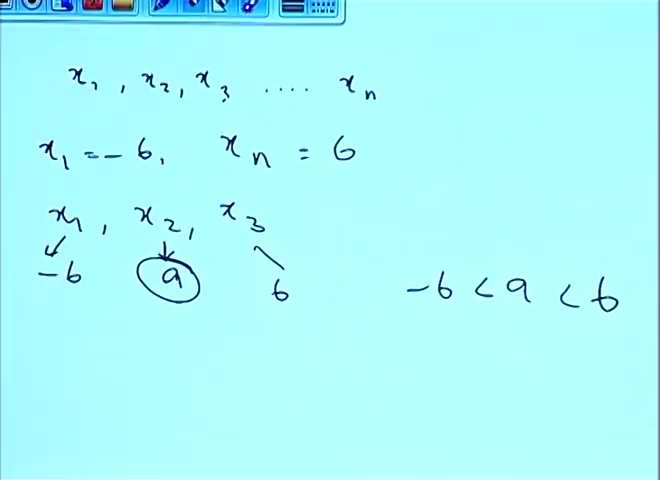 x₁, x₂, x₃ .... xₙ
x₁ = - 6, xₙ = 6
x₁, x₂, x₃
-6 a 6 -6 < a < 6